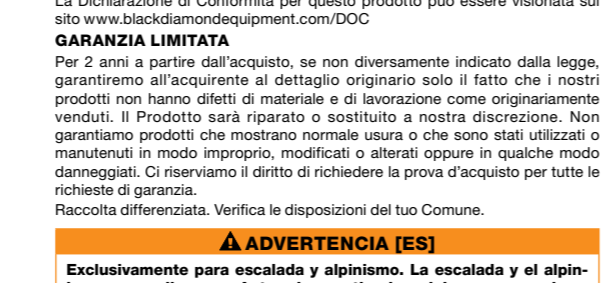 La Dichiarazione di Conformità per questo prodotto può essere visionata sul
sito www.blackdiamondequipment.com/DOC
GARANZIA LIMITATA
Per 2 anni a partire dall'acquisto, se non diversamente indicato dalla legge,
garantiremo all'acquirente al dettaglio originario solo il fatto che i nostri
prodotti non hanno difetti di materiale e di lavorazione come originariamente
venduti. Il Prodotto sarà riparato o sostituito a nostra discrezione. Non
garantiamo prodotti che mostrano normale usura o che sono stati utilizzati o
manutenuti in modo improprio, modificati o alterati oppure in qualche modo
danneggiati. Ci riserviamo il diritto di richiedere la prova d'acquisto per tutte le
richieste di garanzia.
Raccolta differenziata. Verifica le disposizioni del tuo Comune.
ADVERTENCIA [ES]
Exclusivamente para escalada y alpinismo. La escalada y el alpin-